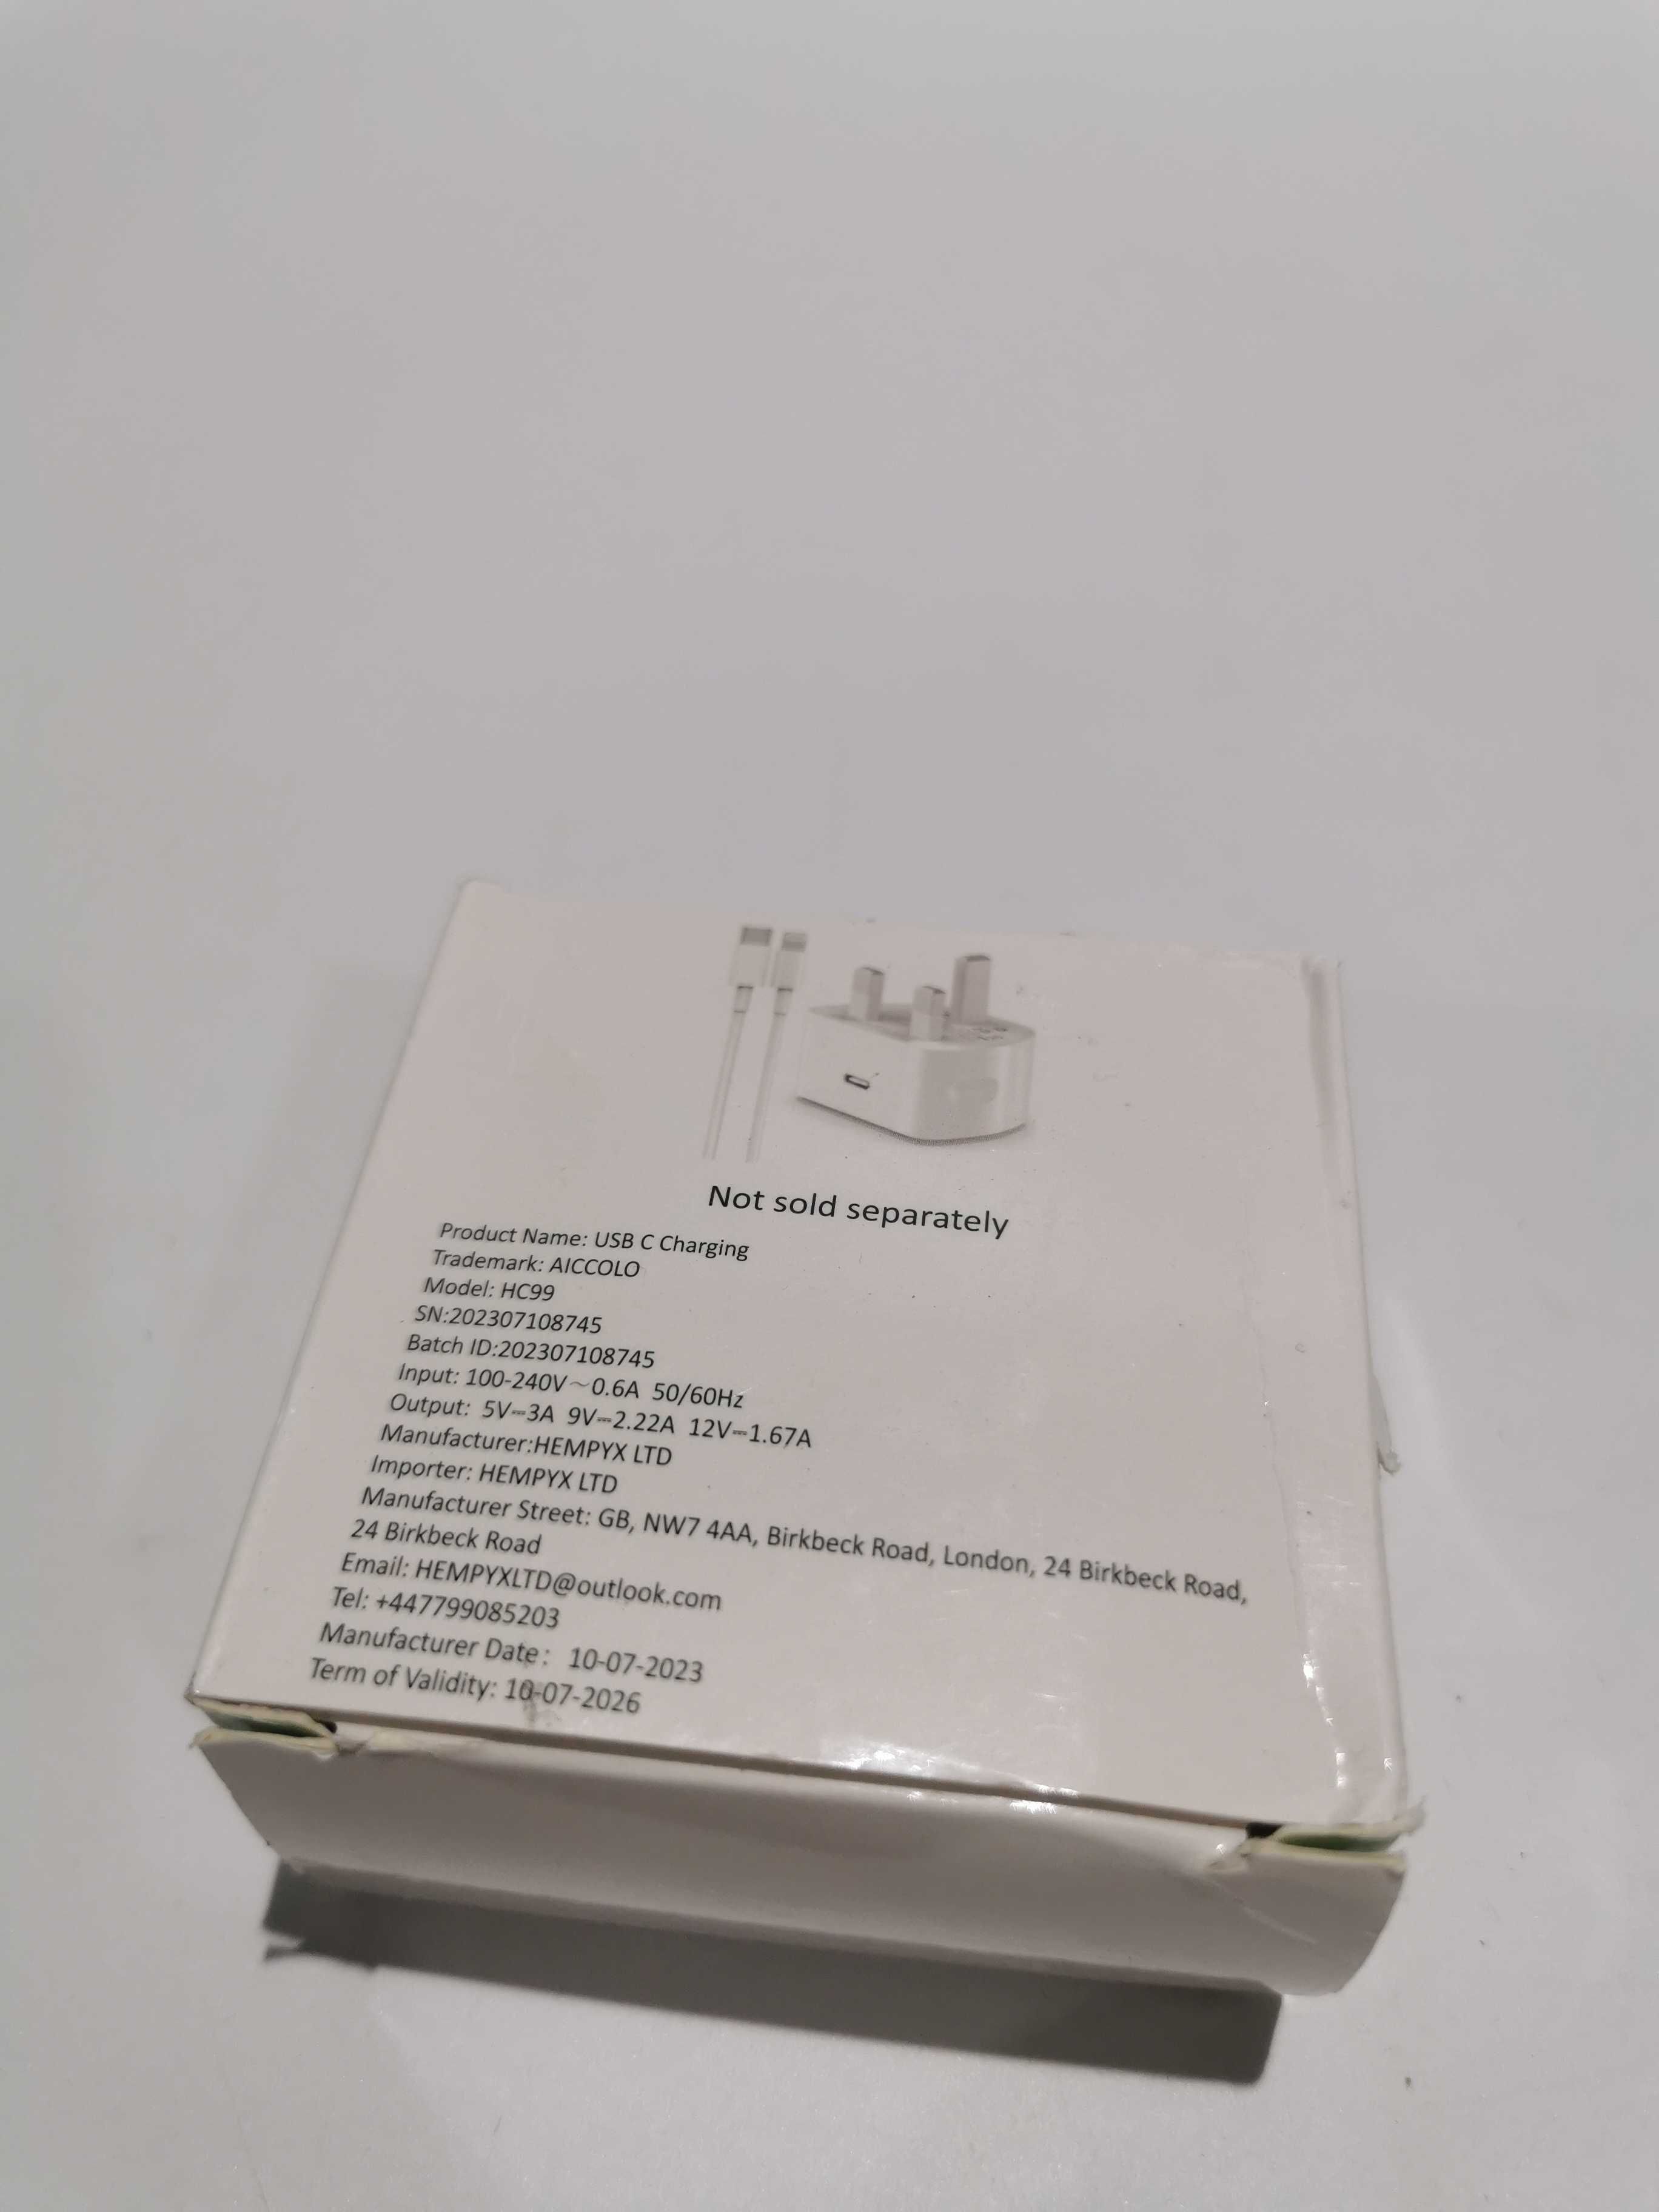 Not sold separately
Product Name: USB C Charging
Trademark: AICCOLO
Model: HC99
SN:202307108745
Batch ID:202307108745
Input: 100-240V～0.6A 50/60Hz
Output: 5V⎓3A 9V⎓2.22A 12V⎓1.67A
Manufacturer:HEMPYX LTD
Importer: HEMPYX LTD
Manufacturer Street: GB, NW7 4AA, Birkbeck Road, London, 24 Birkbeck Road,
24 Birkbeck Road
Email: HEMPYXLTD@outlook.com
Tel: +447799085203
Manufacturer Date： 10-07-2023
Term of Validity: 10-07-2026